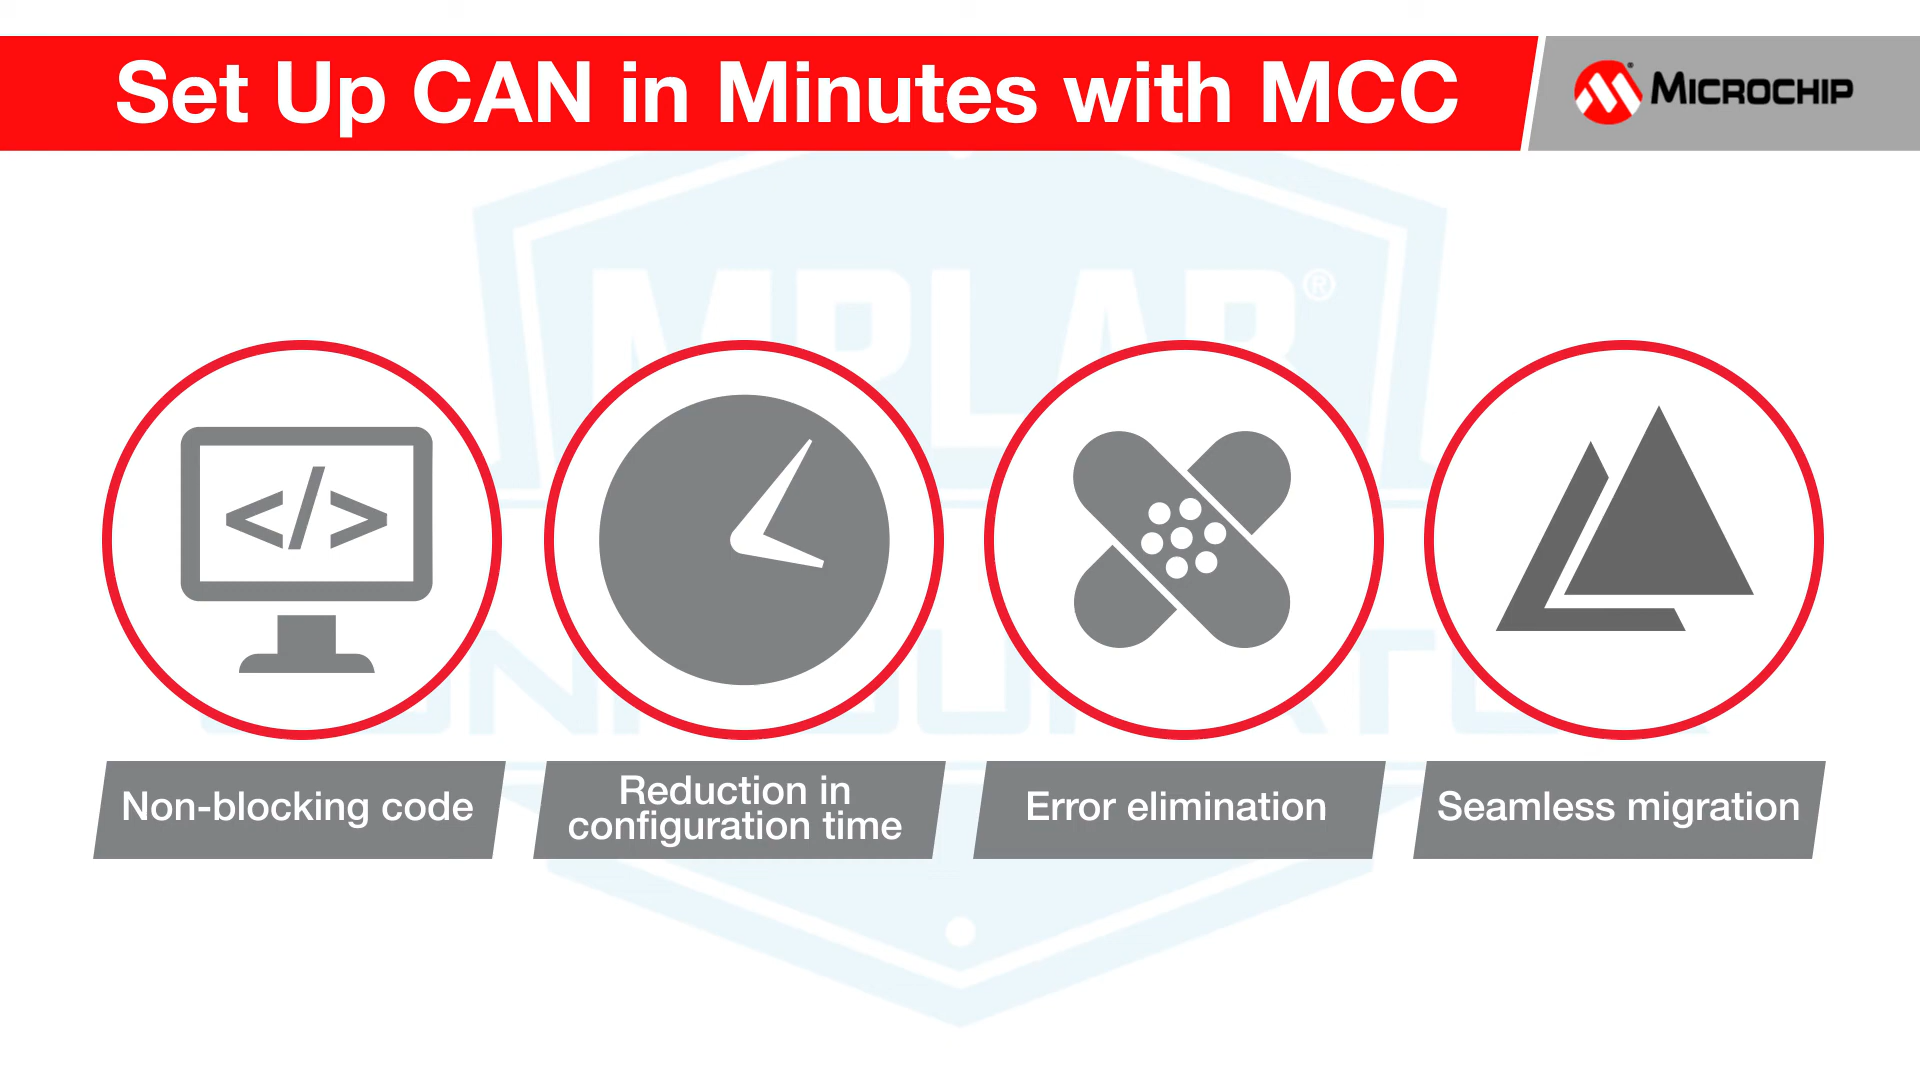 Set Up CAN in Minutes with MCC
MICROCHIP
MPLAB®
</>
Non-blocking code
Reduction in
configuration time
Error elimination
Seamless migration